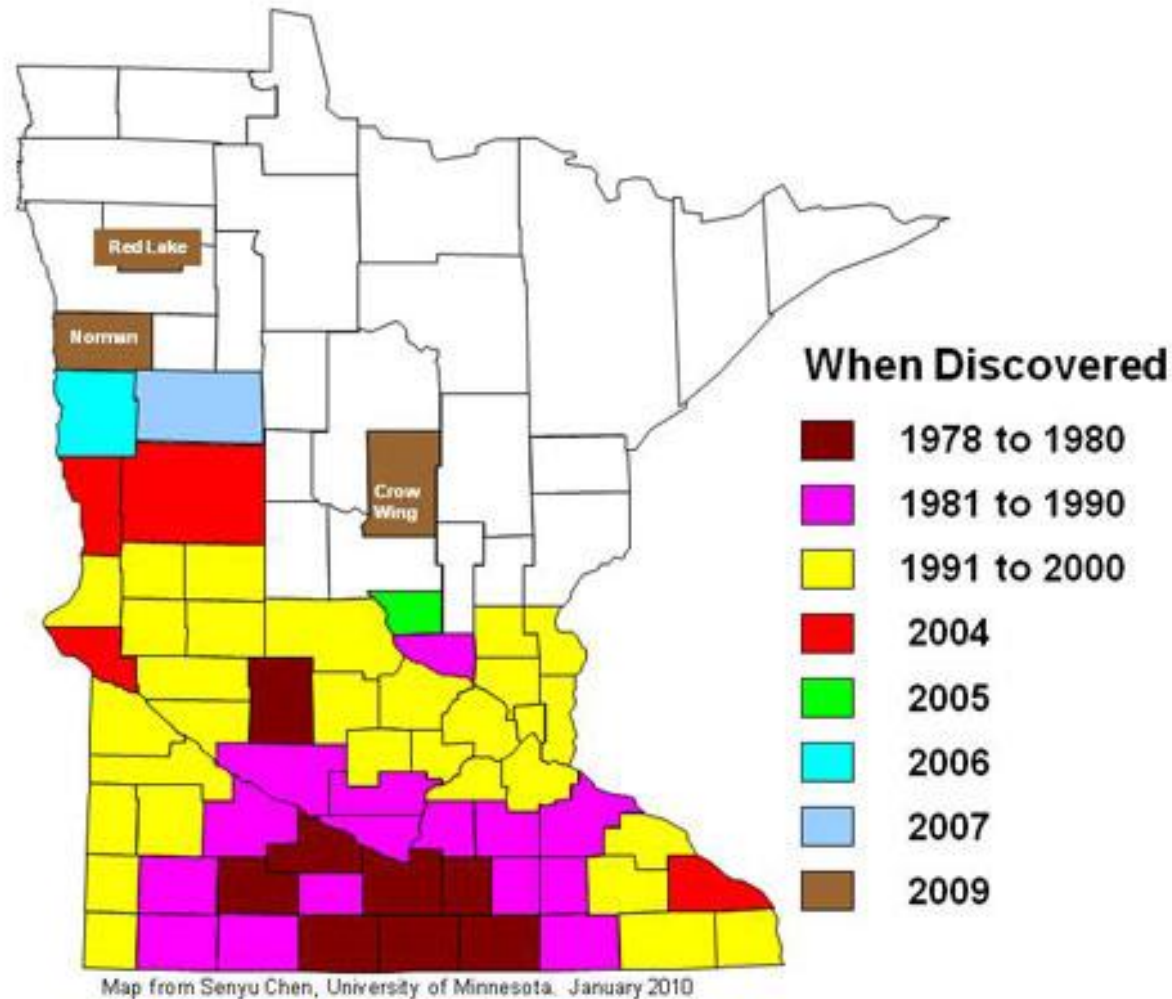 Red Lake
Norman
Crow
Wing
When Discovered
1978 to 1980
1981 to 1990
1991 to 2000
2004
2005
2006
2007
2009
Map from Senyu Chen, University of Minnesota. January 2010